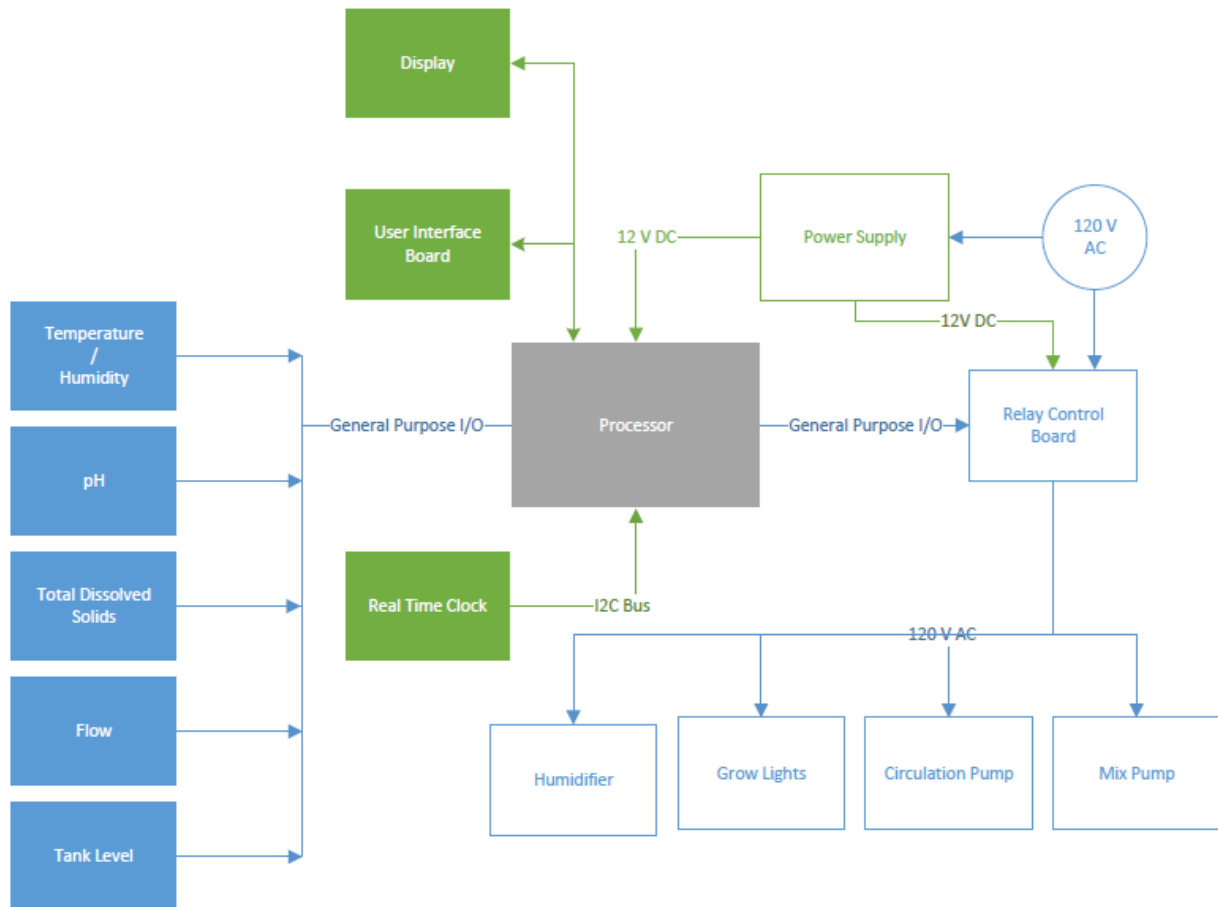 Display
User Interface
Board
12 V DC
Power Supply
120 V
AC
12V DC
Temperature
/
Humidity
General Purpose I/O
Processor
General Purpose I/O
Relay Control
Board
pH
Total Dissolved
Solids
Real Time Clock
I2C Bus
120 V AC
Flow
Humidifier
Grow Lights
Circulation Pump
Mix Pump
Tank Level